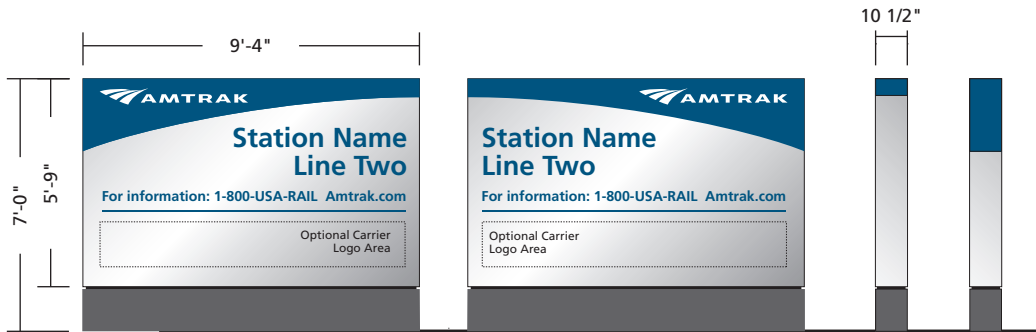 10 1/2"
9'-4"
7'-0"
5'-9"
AMTRAK
Station Name
Line Two
For information: 1-800-USA-RAIL Amtrak.com
Optional Carrier
Logo Area
AMTRAK
Station Name
Line Two
For information: 1-800-USA-RAIL Amtrak.com
Optional Carrier
Logo Area